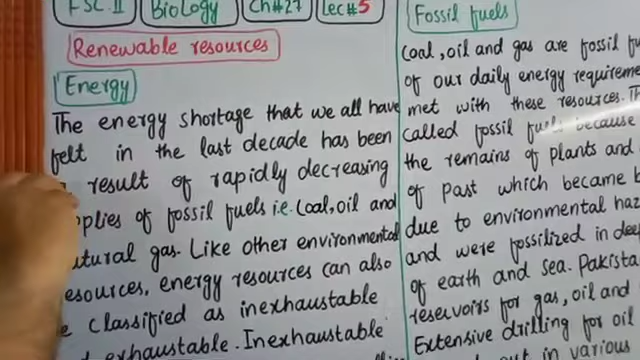 FSC.II
Biology
Ch#27
Lec#5
Renewable resources
Energy
The energy shortage that we all have
felt in the last decade has been
result of rapidly decreasing
of fossil fuels i.e. Coal, oil and
gas. Like other environmental
energy resources can also
classified as inexhaustable
exhaustable. Inexhaustable
Fossil fuels
Coal, oil and gas are fossil
of our daily energy
met with these resources.
called fossil because
the remains of plants and
of past which became
due to environmental
and were fossilized in
of earth and sea.
reservoirs for gas, oil and
Extensive drilling for oil
in various